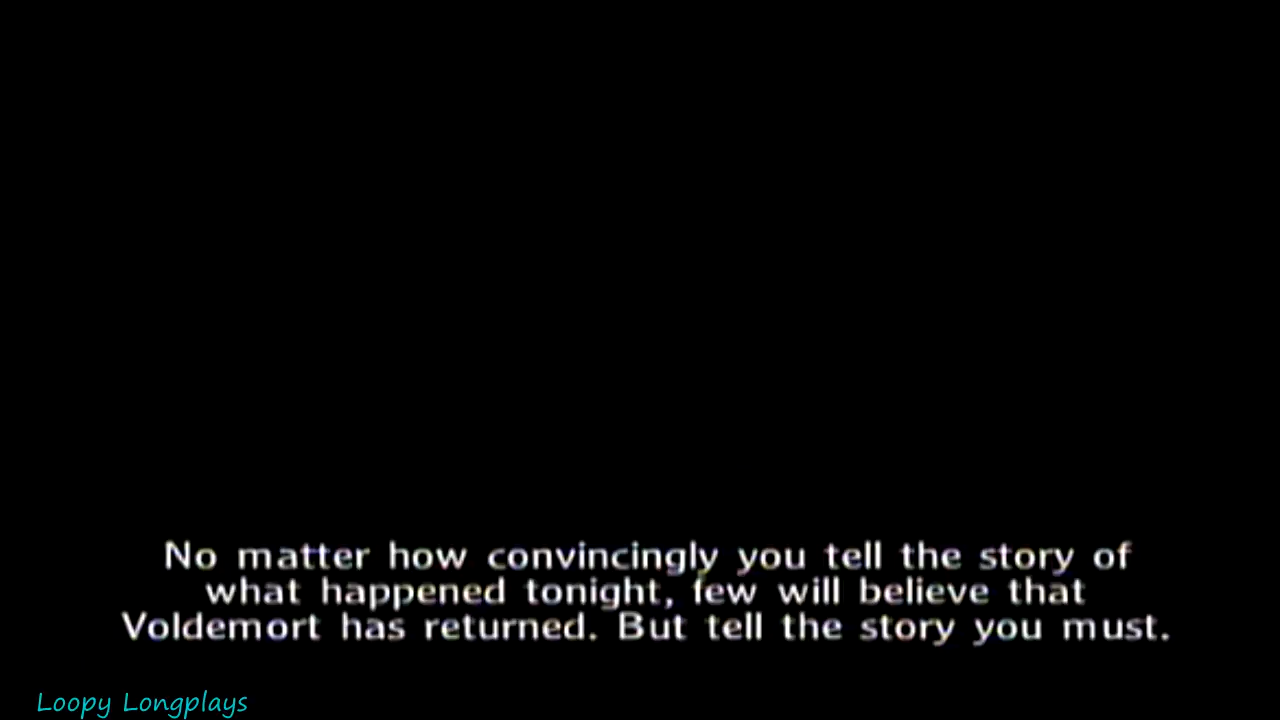 No matter how convincingly you tell the story of
what happened tonight, few will believe that
Voldemort has returned. But tell the story you must.
Loopy Longplays